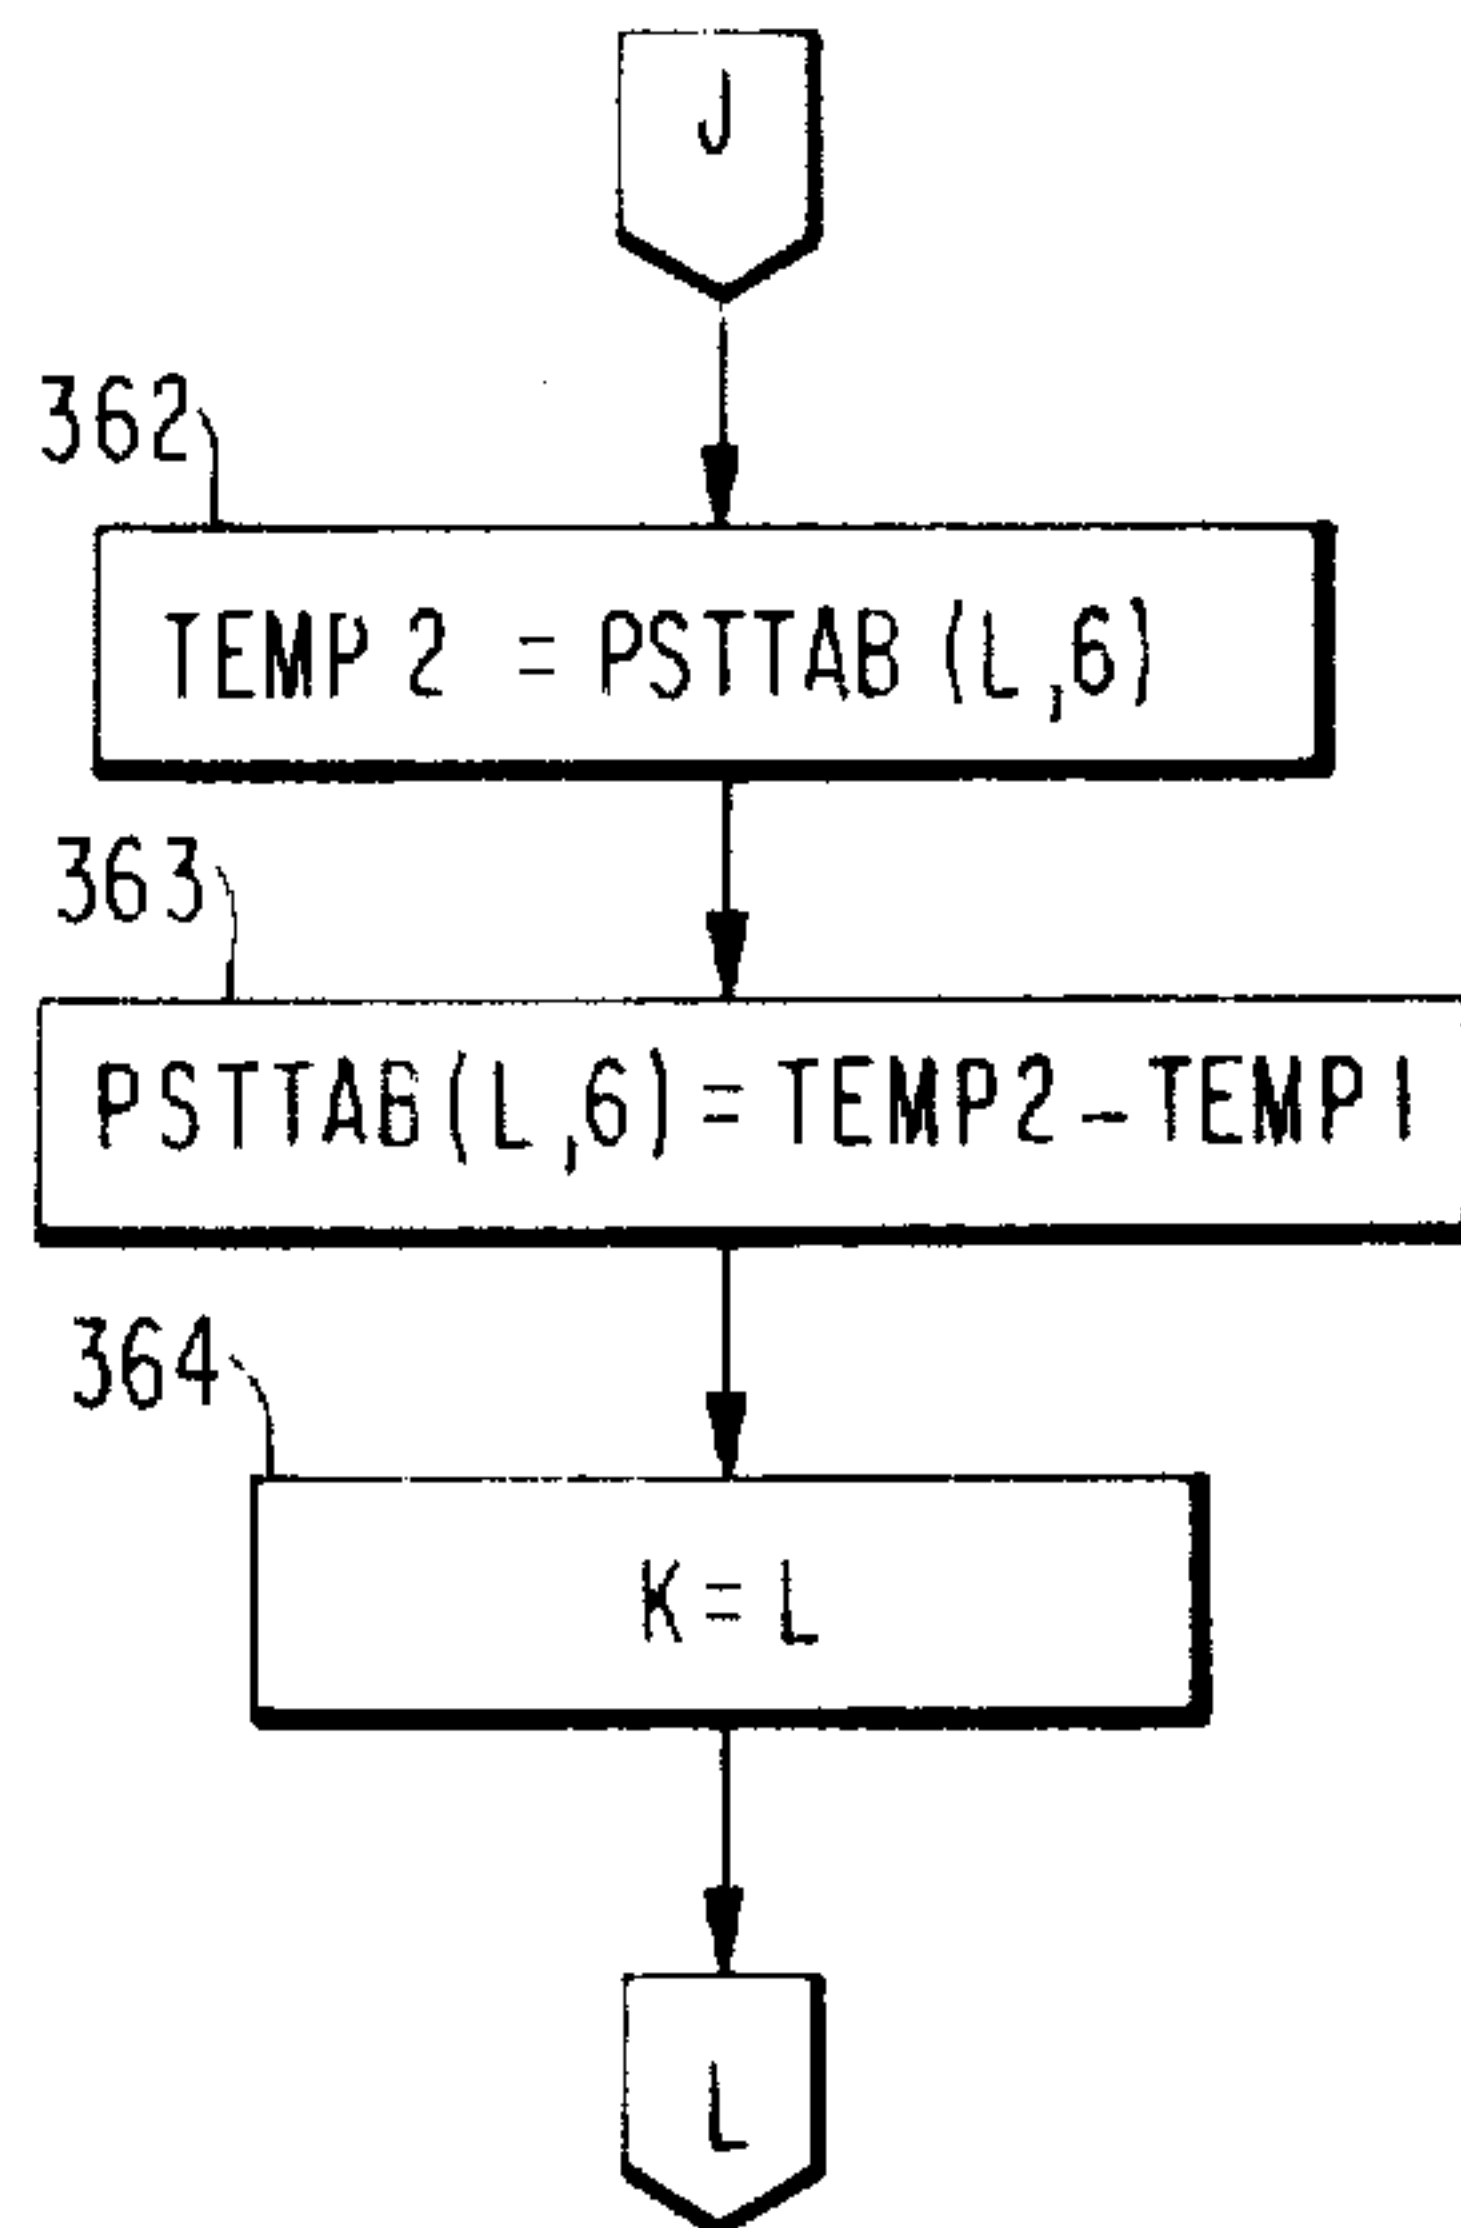 J
362
TEMP 2 = PSTTAB (L,6)
363
PSTTAB(L,6) = TEMP2-TEMP1
364
K=L
L